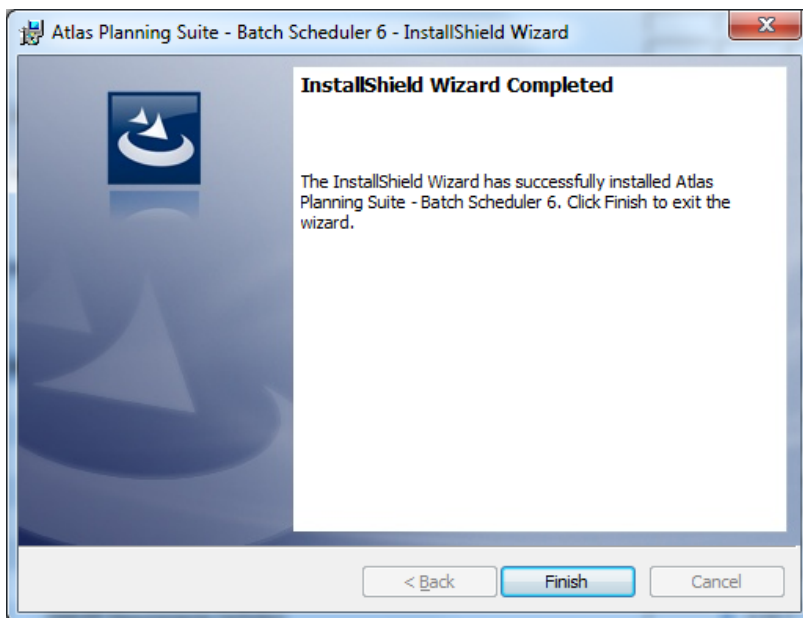 Atlas Planning Suite - Batch Scheduler 6 - InstallShield Wizard
InstallShield Wizard Completed
The InstallShield Wizard has successfully installed Atlas
Planning Suite - Batch Scheduler 6. Click Finish to exit the
wizard.
< Back Finish Cancel